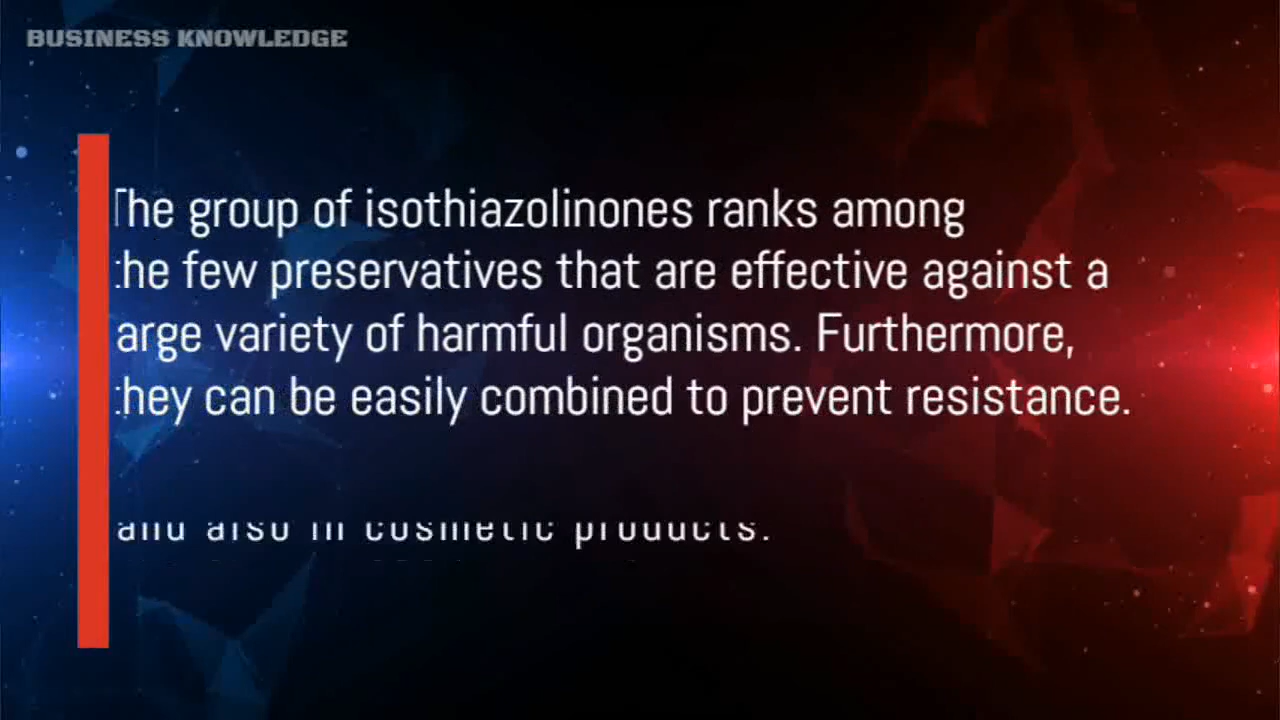 BUSINESS KNOWLEDGE
The group of isothiazolinones ranks among
the few preservatives that are effective against a
large variety of harmful organisms. Furthermore,
they can be easily combined to prevent resistance.
and also in cosmetic products.